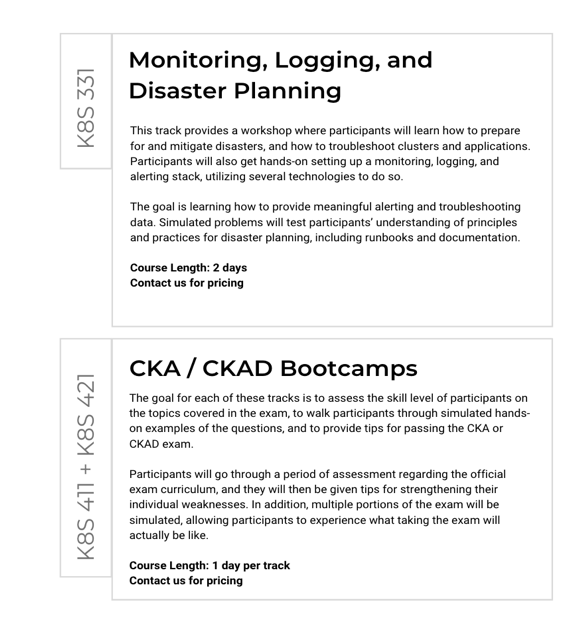 K8S 331
Monitoring, Logging, and
Disaster Planning
This track provides a workshop where participants will learn how to prepare
for and mitigate disasters, and how to troubleshoot clusters and applications.
Participants will also get hands-on setting up a monitoring, logging, and
alerting stack, utilizing several technologies to do so.
The goal is learning how to provide meaningful alerting and troubleshooting
data. Simulated problems will test participants' understanding of principles
and practices for disaster planning, including runbooks and documentation.
Course Length: 2 days
Contact us for pricing
K8S 411 + K8S 421
CKA / CKAD Bootcamps
The goal for each of these tracks is to assess the skill level of participants on
the topics covered in the exam, to walk participants through simulated hands-
on examples of the questions, and to provide tips for passing the CKA or
CKAD exam.
Participants will go through a period of assessment regarding the official
exam curriculum, and they will then be given tips for strengthening their
individual weaknesses. In addition, multiple portions of the exam will be
simulated, allowing participants to experience what taking the exam will
actually be like.
Course Length: 1 day per track
Contact us for pricing